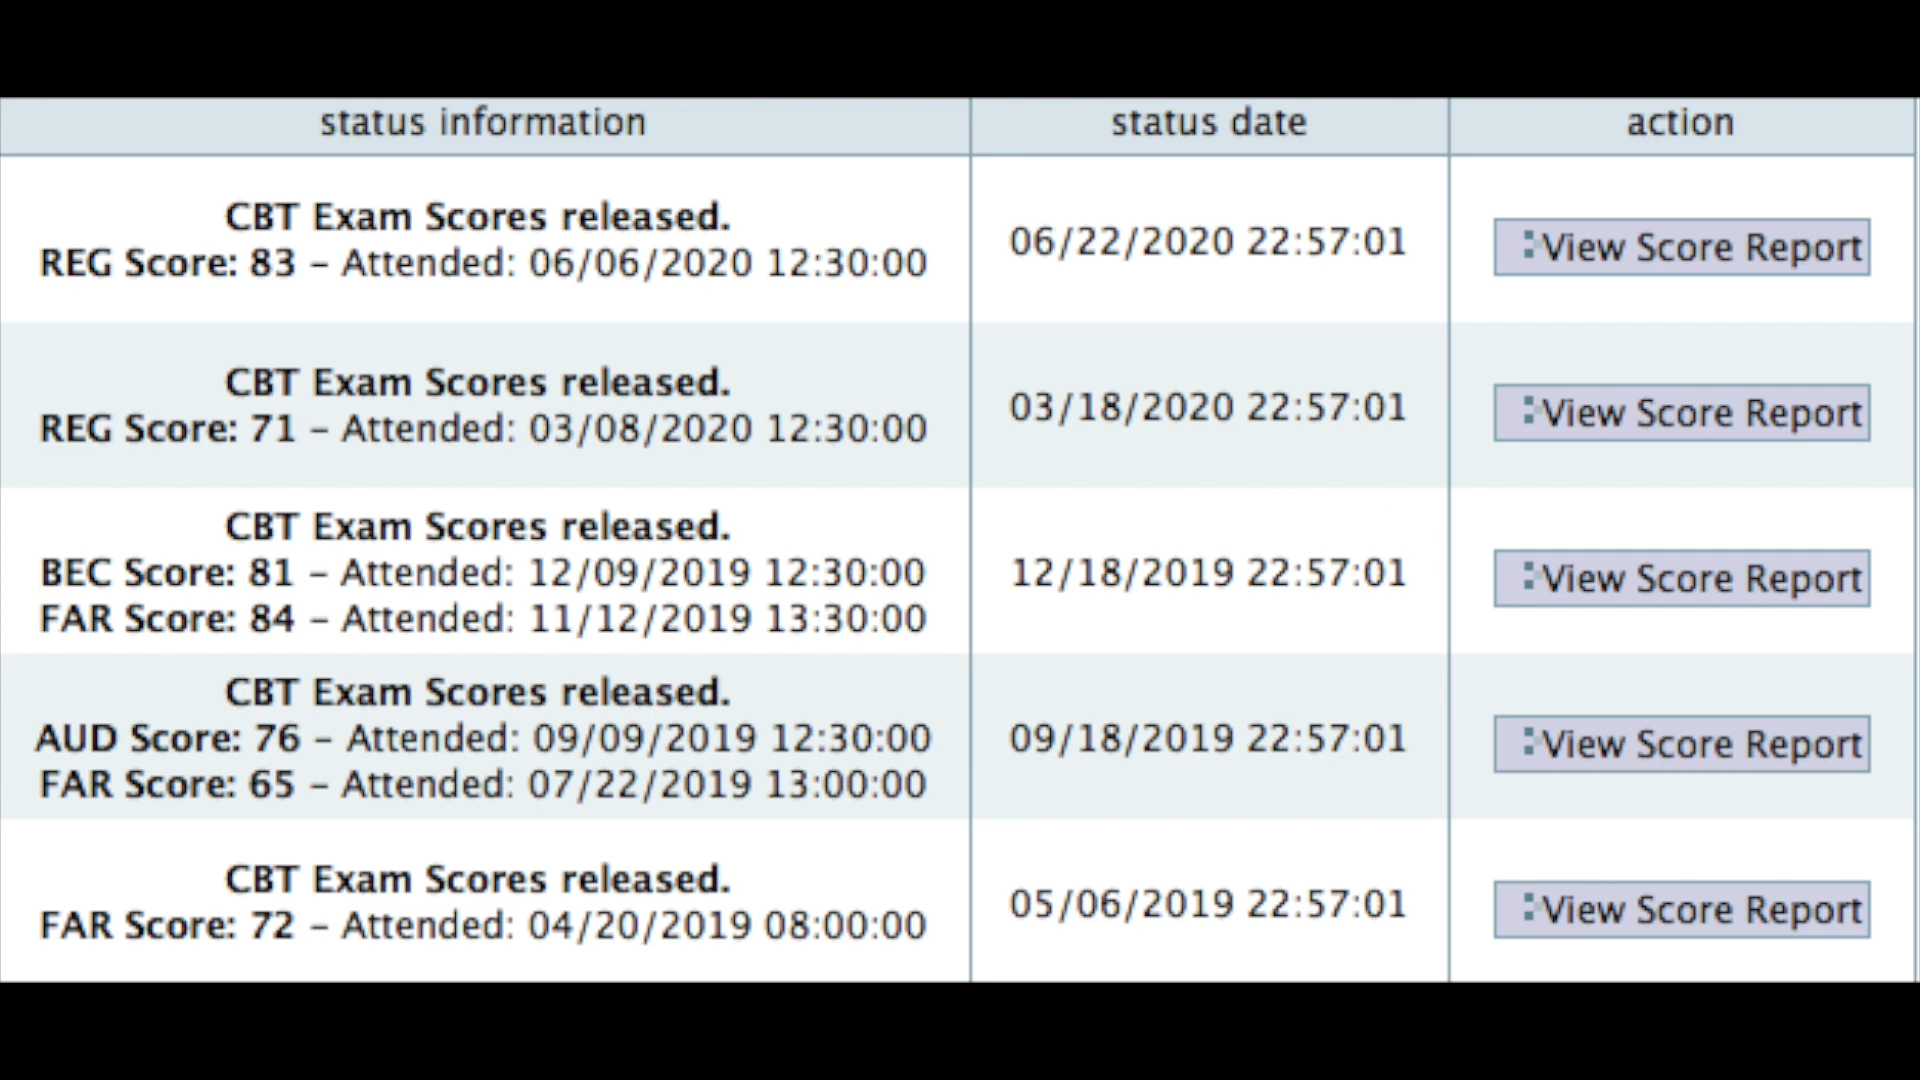 status information status date action
CBT Exam Scores released.
REG Score: 83 – Attended: 06/06/2020 12:30:00
06/22/2020 22:57:01
View Score Report
CBT Exam Scores released.
REG Score: 71 – Attended: 03/08/2020 12:30:00
03/18/2020 22:57:01
View Score Report
CBT Exam Scores released.
BEC Score: 81 – Attended: 12/09/2019 12:30:00
FAR Score: 84 – Attended: 11/12/2019 13:30:00
12/18/2019 22:57:01
View Score Report
CBT Exam Scores released.
AUD Score: 76 – Attended: 09/09/2019 12:30:00
FAR Score: 65 – Attended: 07/22/2019 13:00:00
09/18/2019 22:57:01
View Score Report
CBT Exam Scores released.
FAR Score: 72 – Attended: 04/20/2019 08:00:00
05/06/2019 22:57:01
View Score Report